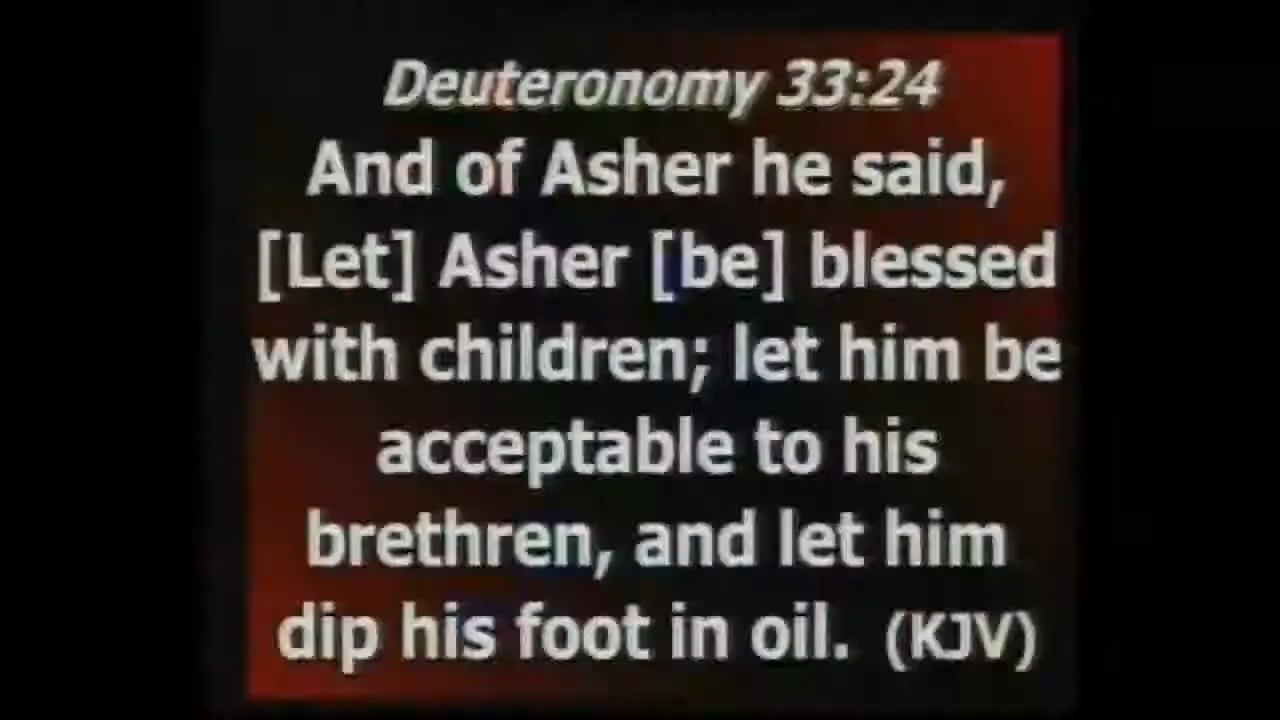 Deuteronomy 33:24
And of Asher he said,
[Let] Asher [be] blessed
with children; let him be
acceptable to his
brethren, and let him
dip his foot in oil. (KJV)